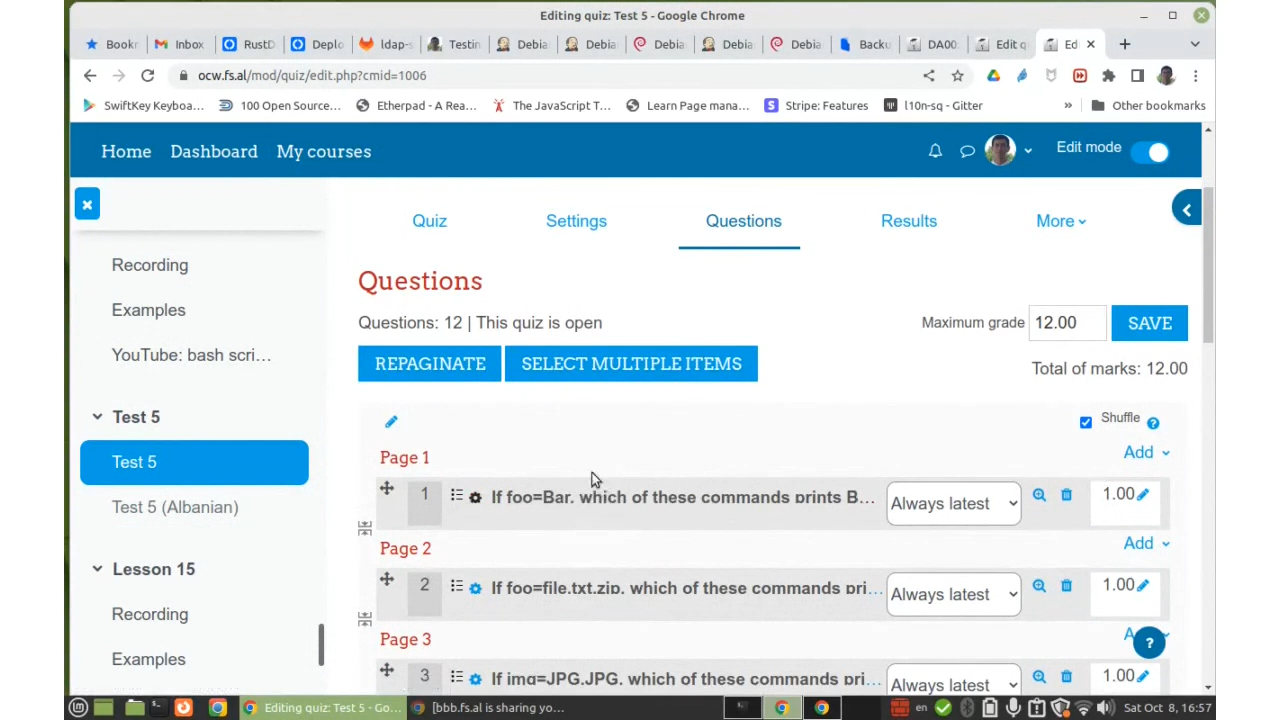 Editing quiz: Test 5 - Google Chrome
Bookr Inbox RustD Deplo ldap-s Testin Debia Debia Debia Debia Debia Backu DA00 Edit q Ed
ocw.fs.al/mod/quiz/edit.php?cmid=1006
SwiftKey Keyboa... 100 Open Source... Etherpad - A Rea... The JavaScript T... Learn Page mana... Stripe: Features l10n-sq - Gitter » Other bookmarks
Home Dashboard My courses Edit mode
Quiz Settings Questions Results More
Recording
Examples
YouTube: bash scri...
Test 5
Test 5
Test 5 (Albanian)
Lesson 15
Recording
Examples
Questions
Questions: 12 | This quiz is open
Maximum grade 12.00 SAVE
REPAGINATE SELECT MULTIPLE ITEMS
Total of marks: 12.00
Shuffle
Page 1 Add
1 If foo=Bar, which of these commands prints B... Always latest 1.00
Page 2 Add
2 If foo=file.txt.zip, which of these commands pri... Always latest 1.00
Page 3
3 If img=JPG.JPG, which of these commands pri... Always latest 1.00
?
Editing quiz: Test 5 - Go... [bbb.fs.al is sharing yo... en Sat Oct 8, 16:57